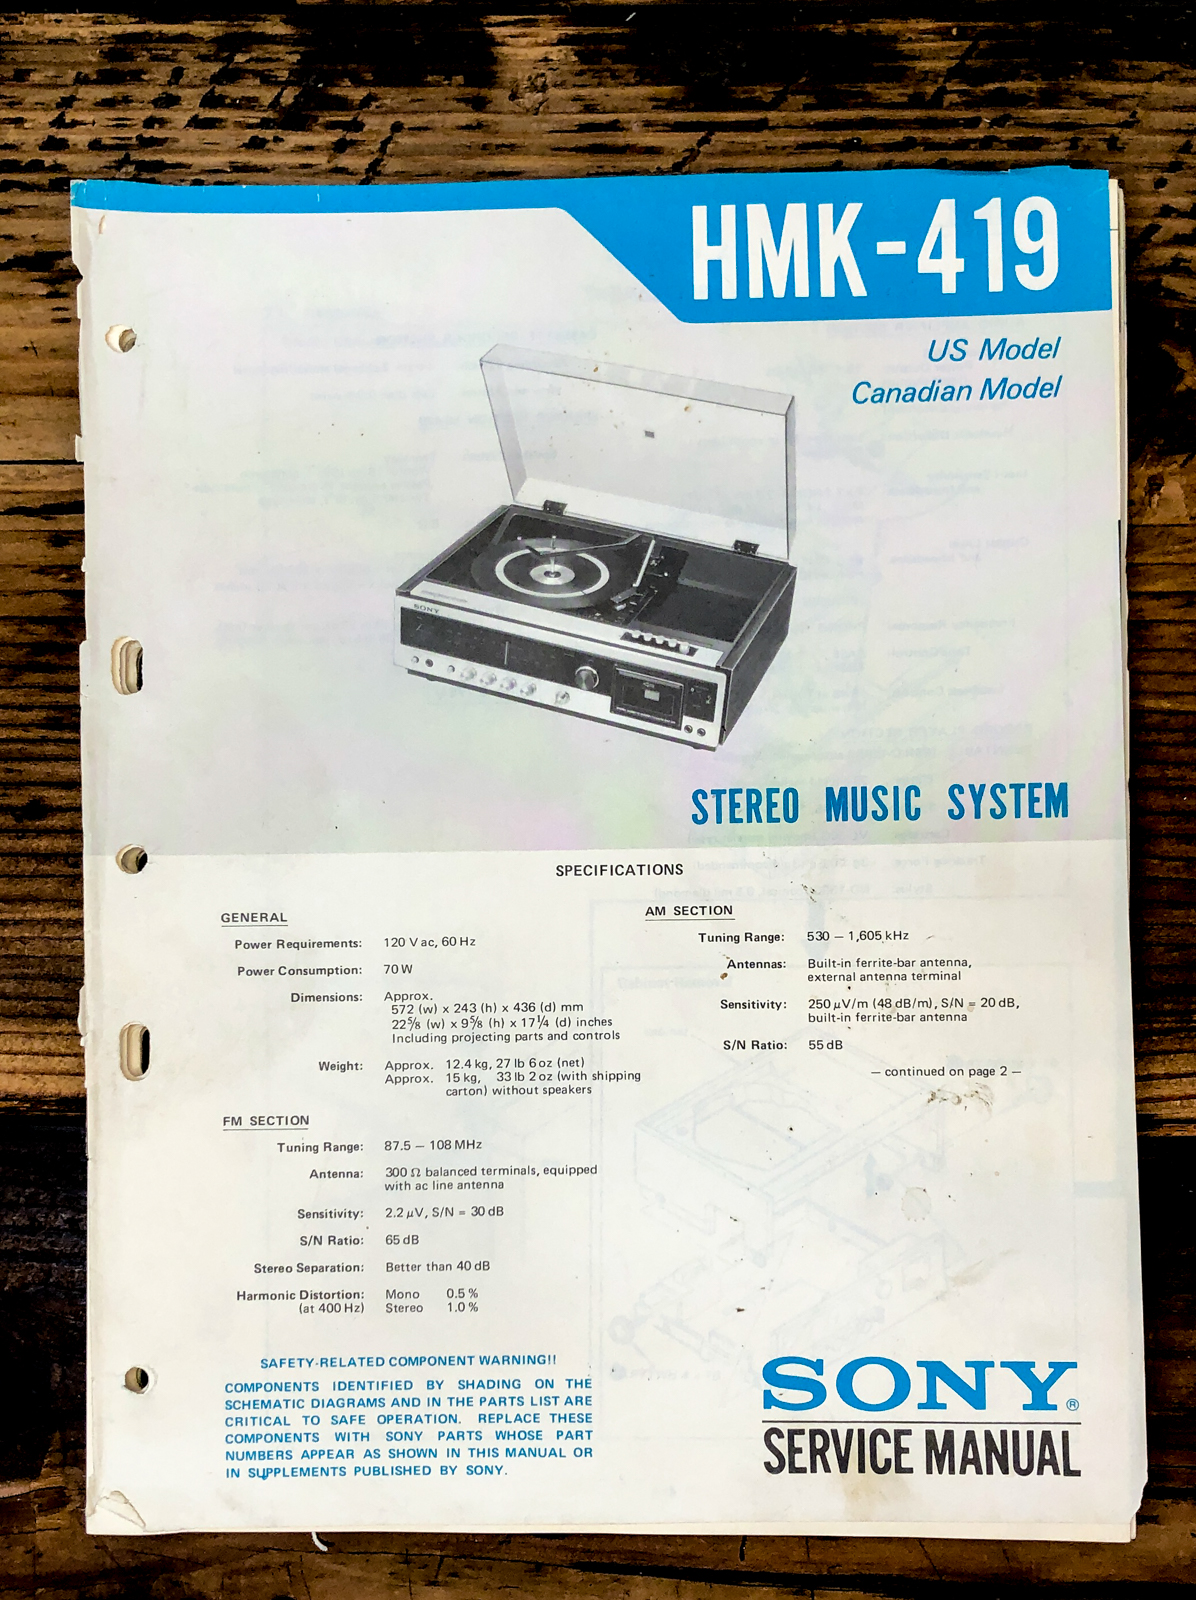 HMK-419
US Model
Canadian Model
SONY
STEREO MUSIC SYSTEM
SPECIFICATIONS
GENERAL
Power Requirements: 120 V ac, 60 Hz
Power Consumption: 70 W
Dimensions: Approx.
572 (w) x 243 (h) x 436 (d) mm
22⅝ (w) x 9⅝ (h) x 17¼ (d) inches
Including projecting parts and controls
Weight: Approx. 12.4 kg, 27 lb 6 oz (net)
Approx. 15 kg, 33 lb 2 oz (with shipping
carton) without speakers
FM SECTION
Tuning Range: 87.5 – 108 MHz
Antenna: 300 Ω balanced terminals, equipped
with ac line antenna
Sensitivity: 2.2 µV, S/N = 30 dB
S/N Ratio: 65 dB
Stereo Separation: Better than 40 dB
Harmonic Distortion: Mono 0.5 %
(at 400 Hz) Stereo 1.0 %
AM SECTION
Tuning Range: 530 – 1,605 kHz
Antennas: Built-in ferrite-bar antenna,
external antenna terminal
Sensitivity: 250 µV/m (48 dB/m), S/N = 20 dB,
built-in ferrite-bar antenna
S/N Ratio: 55 dB
– continued on page 2 –
SAFETY-RELATED COMPONENT WARNING!!
COMPONENTS IDENTIFIED BY SHADING ON THE
SCHEMATIC DIAGRAMS AND IN THE PARTS LIST ARE
CRITICAL TO SAFE OPERATION. REPLACE THESE
COMPONENTS WITH SONY PARTS WHOSE PART
NUMBERS APPEAR AS SHOWN IN THIS MANUAL OR
IN SUPPLEMENTS PUBLISHED BY SONY.
SONY®
SERVICE MANUAL